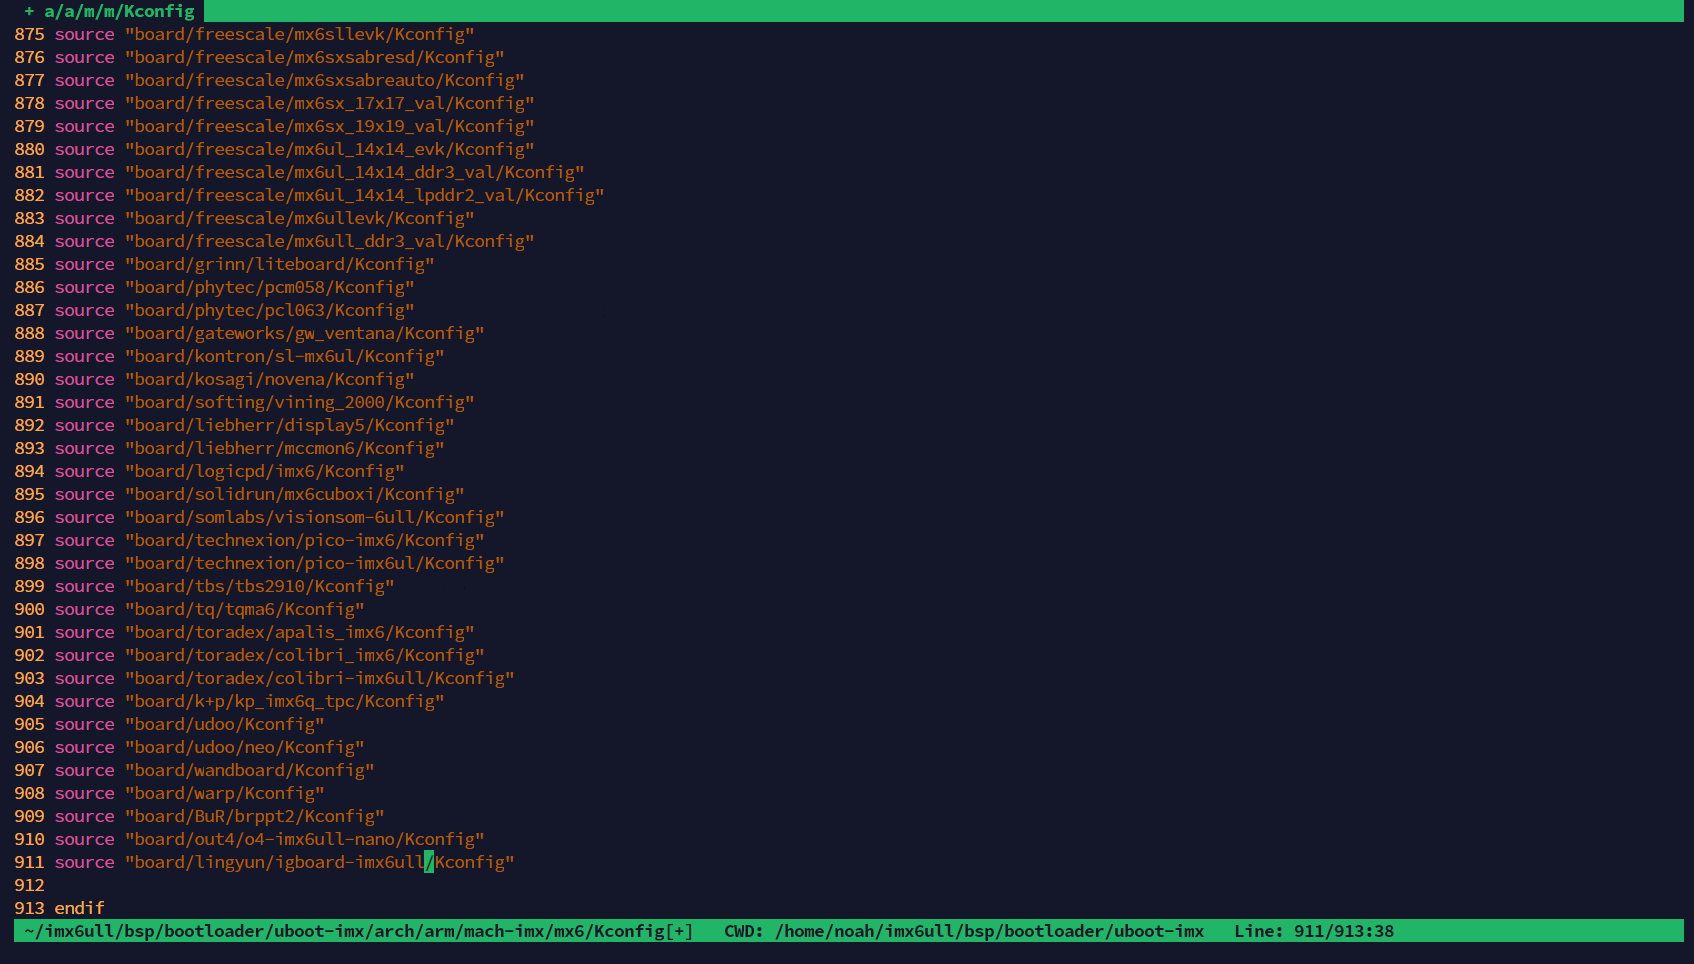 + a/a/m/m/Kconfig
875 source "board/freescale/mx6sllevk/Kconfig"
876 source "board/freescale/mx6sxsabresd/Kconfig"
877 source "board/freescale/mx6sxsabreauto/Kconfig"
878 source "board/freescale/mx6sx_17x17_val/Kconfig"
879 source "board/freescale/mx6sx_19x19_val/Kconfig"
880 source "board/freescale/mx6ul_14x14_evk/Kconfig"
881 source "board/freescale/mx6ul_14x14_ddr3_val/Kconfig"
882 source "board/freescale/mx6ul_14x14_lpddr2_val/Kconfig"
883 source "board/freescale/mx6ullevk/Kconfig"
884 source "board/freescale/mx6ull_ddr3_val/Kconfig"
885 source "board/grinn/liteboard/Kconfig"
886 source "board/phytec/pcm058/Kconfig"
887 source "board/phytec/pcl063/Kconfig"
888 source "board/gateworks/gw_ventana/Kconfig"
889 source "board/kontron/sl-mx6ul/Kconfig"
890 source "board/kosagi/novena/Kconfig"
891 source "board/softing/vining_2000/Kconfig"
892 source "board/liebherr/display5/Kconfig"
893 source "board/liebherr/mccmon6/Kconfig"
894 source "board/logicpd/imx6/Kconfig"
895 source "board/solidrun/mx6cuboxi/Kconfig"
896 source "board/somlabs/visionsom-6ull/Kconfig"
897 source "board/technexion/pico-imx6/Kconfig"
898 source "board/technexion/pico-imx6ul/Kconfig"
899 source "board/tbs/tbs2910/Kconfig"
900 source "board/tq/tqma6/Kconfig"
901 source "board/toradex/apalis_imx6/Kconfig"
902 source "board/toradex/colibri_imx6/Kconfig"
903 source "board/toradex/colibri-imx6ull/Kconfig"
904 source "board/k+p/kp_imx6q_tpc/Kconfig"
905 source "board/udoo/Kconfig"
906 source "board/udoo/neo/Kconfig"
907 source "board/wandboard/Kconfig"
908 source "board/warp/Kconfig"
909 source "board/BuR/brppt2/Kconfig"
910 source "board/out4/o4-imx6ull-nano/Kconfig"
911 source "board/lingyun/igboard-imx6ull/Kconfig"
912
913 endif
~/imx6ull/bsp/bootloader/uboot-imx/arch/arm/mach-imx/mx6/Kconfig[+] CWD: /home/noah/imx6ull/bsp/bootloader/uboot-imx Line: 911/913:38